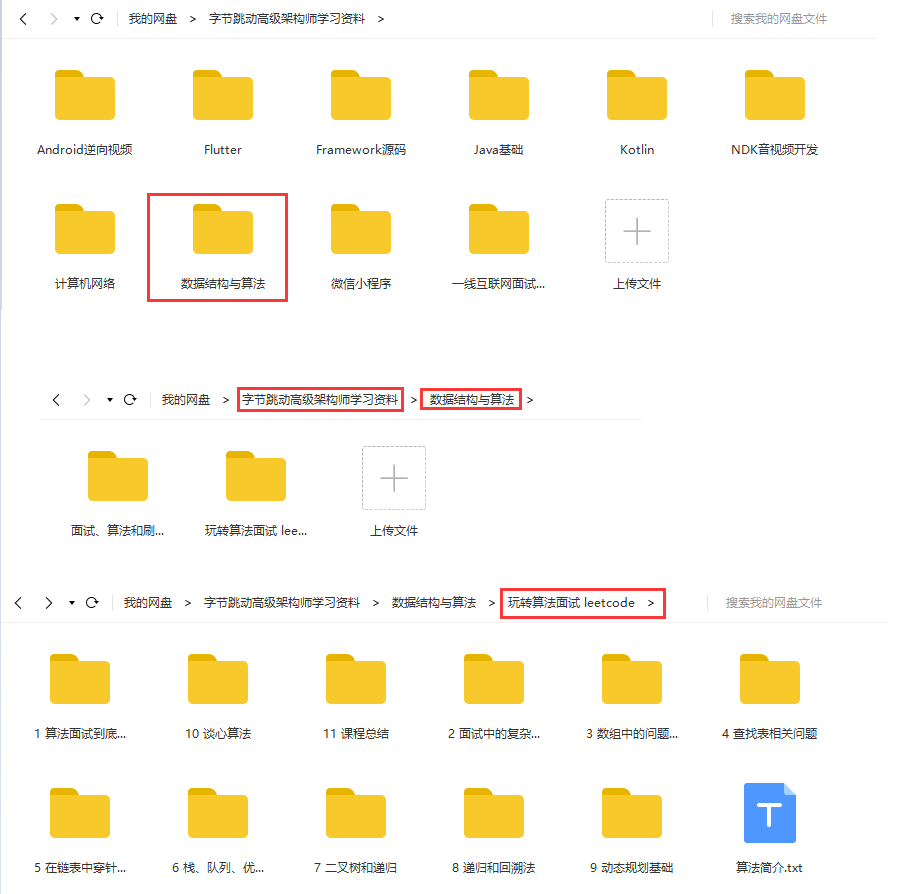 我的网盘 > 字节跳动高级架构师学习资料 > 搜索我的网盘文件
Android逆向视频 Flutter Framework源码 Java基础 Kotlin NDK音视频开发
计算机网络 数据结构与算法 微信小程序 一线互联网面试... 上传文件
我的网盘 > 字节跳动高级架构师学习资料 > 数据结构与算法 >
面试、算法和刷... 玩转算法面试 lee... 上传文件
我的网盘 > 字节跳动高级架构师学习资料 > 数据结构与算法 > 玩转算法面试 leetcode > 搜索我的网盘文件
1 算法面试到底... 10 谈心算法 11 课程总结 2 面试中的复杂... 3 数组中的问题... 4 查找表相关问题
5 在链表中穿针... 6 栈、队列、优... 7 二叉树和递归 8 递归和回溯法 9 动态规划基础 算法简介.txt